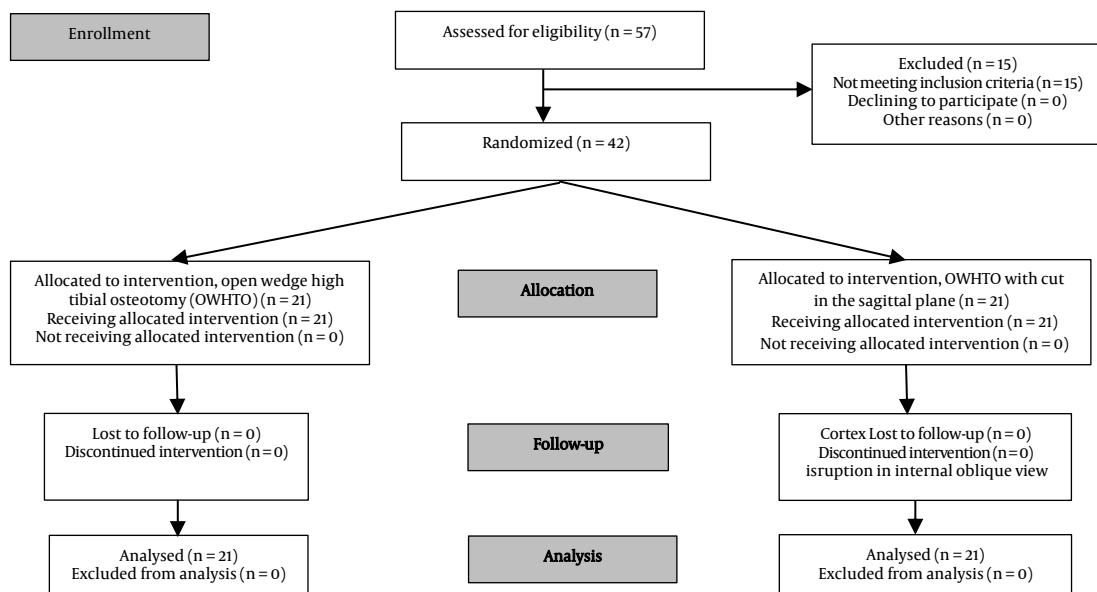 Enrollment
Assessed for eligibility (n = 57)
Excluded (n = 15)
Not meeting inclusion criteria (n=15)
Declining to participate (n = 0)
Other reasons (n = 0)
Randomized (n = 42)
Allocated to intervention, open wedge high
tibial osteotomy (OWHTO) (n = 21)
Receiving allocated intervention (n = 21)
Not receiving allocated intervention (n = 0)
Allocation
Allocated to intervention, OWHTO with cut
in the sagittal plane (n = 21)
Receiving allocated intervention (n = 21)
Not receiving allocated intervention (n = 0)
Lost to follow-up (n = 0)
Discontinued intervention (n = 0)
Follow-up
Cortex Lost to follow-up (n = 0)
Discontinued intervention (n=0)
isruption in internal oblique view
Analysed (n = 21)
Excluded from analysis (n = 0)
Analysis
Analysed (n = 21)
Excluded from analysis (n = 0)